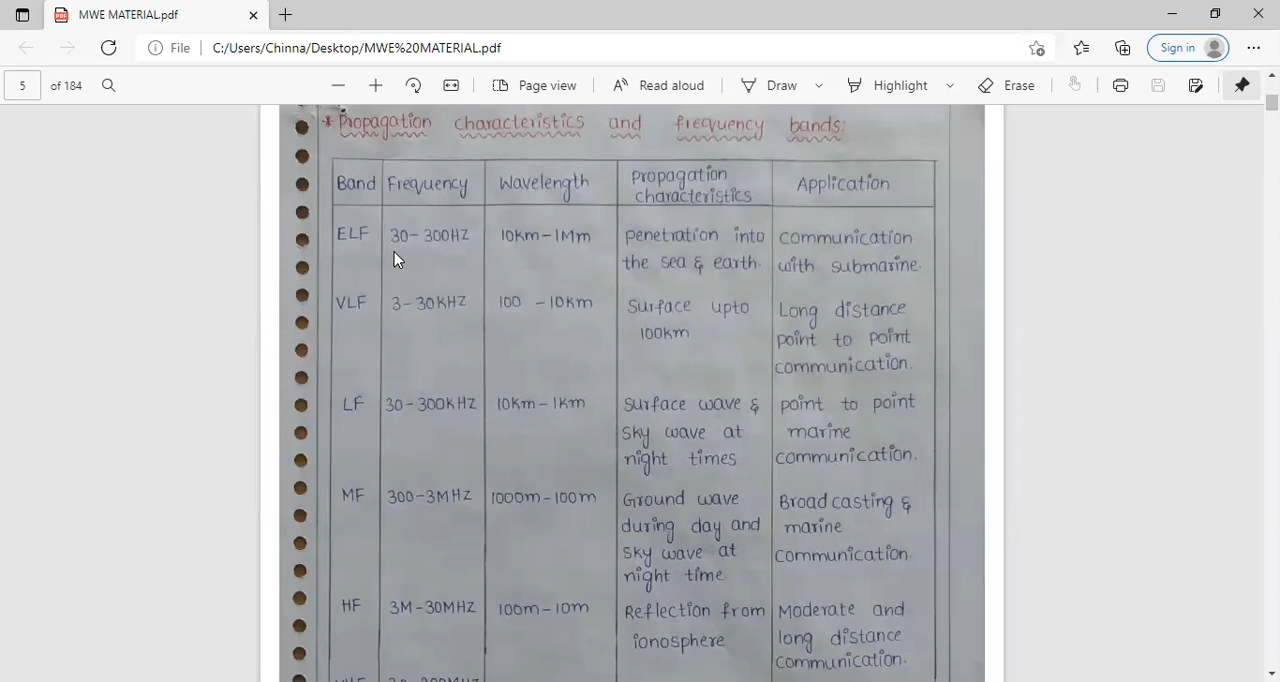 MWE MATERIAL.pdf
File C:/Users/Chinna/Desktop/MWE%20MATERIAL.pdf Sign in
5 of 184 Page view Read aloud Draw Highlight Erase
* Propagation characteristics and frequency bands:
Band Frequency Wavelength Propagation characteristics Application
ELF 30-300HZ 10Km-1Mm penetration into communication
the sea & earth. with submarine.
VLF 3-30KHZ 100 -10Km Surface upto Long distance
100km point to point
communication.
LF 30-300KHZ 10Km-1Km Surface wave & point to point
sky wave at marine
night times communication.
MF 300-3MHZ 1000m-100m Ground wave Broad casting &
during day and marine
sky wave at communication.
night time
HF 3M-30MHZ 100m-10m Reflection from Moderate and
ionosphere long distance
communication.